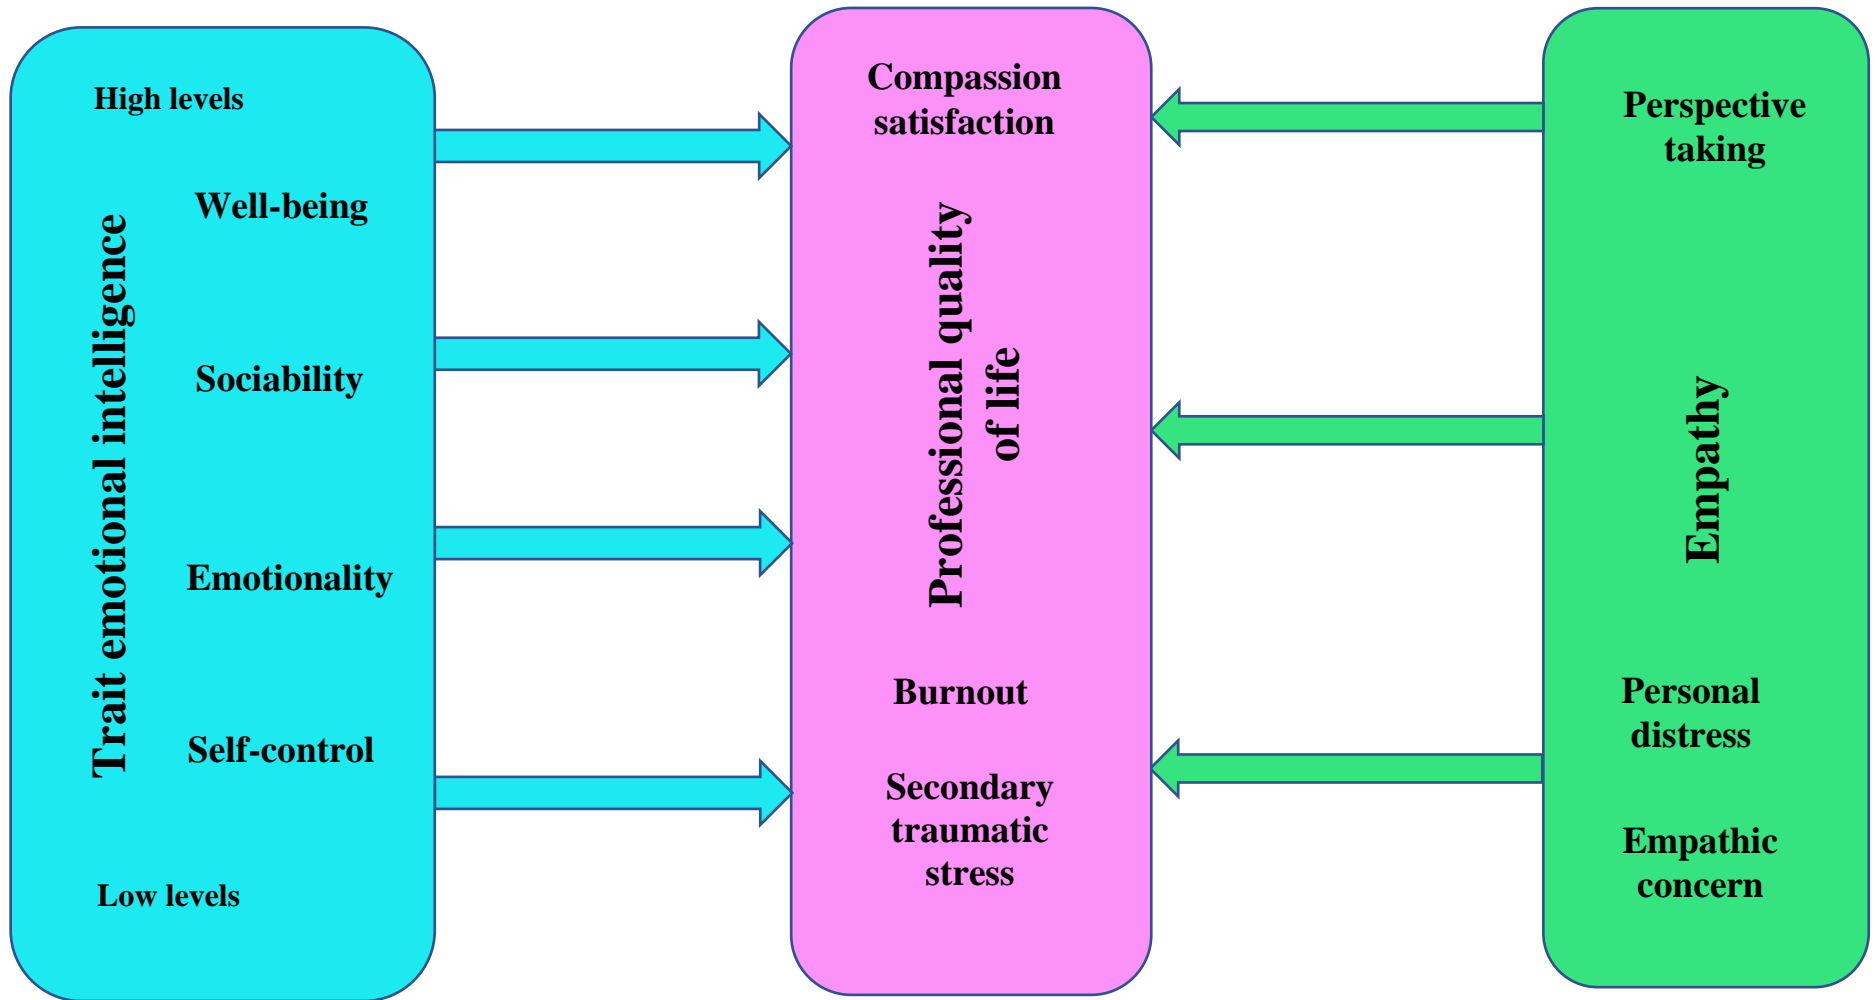 High levels
Trait emotional intelligence
Well-being
Sociability
Emotionality
Self-control
Low levels
Compassion
satisfaction
Professional quality
of life
Burnout
Secondary
traumatic
stress
Perspective
taking
Empathy
Personal
distress
Empathic
concern